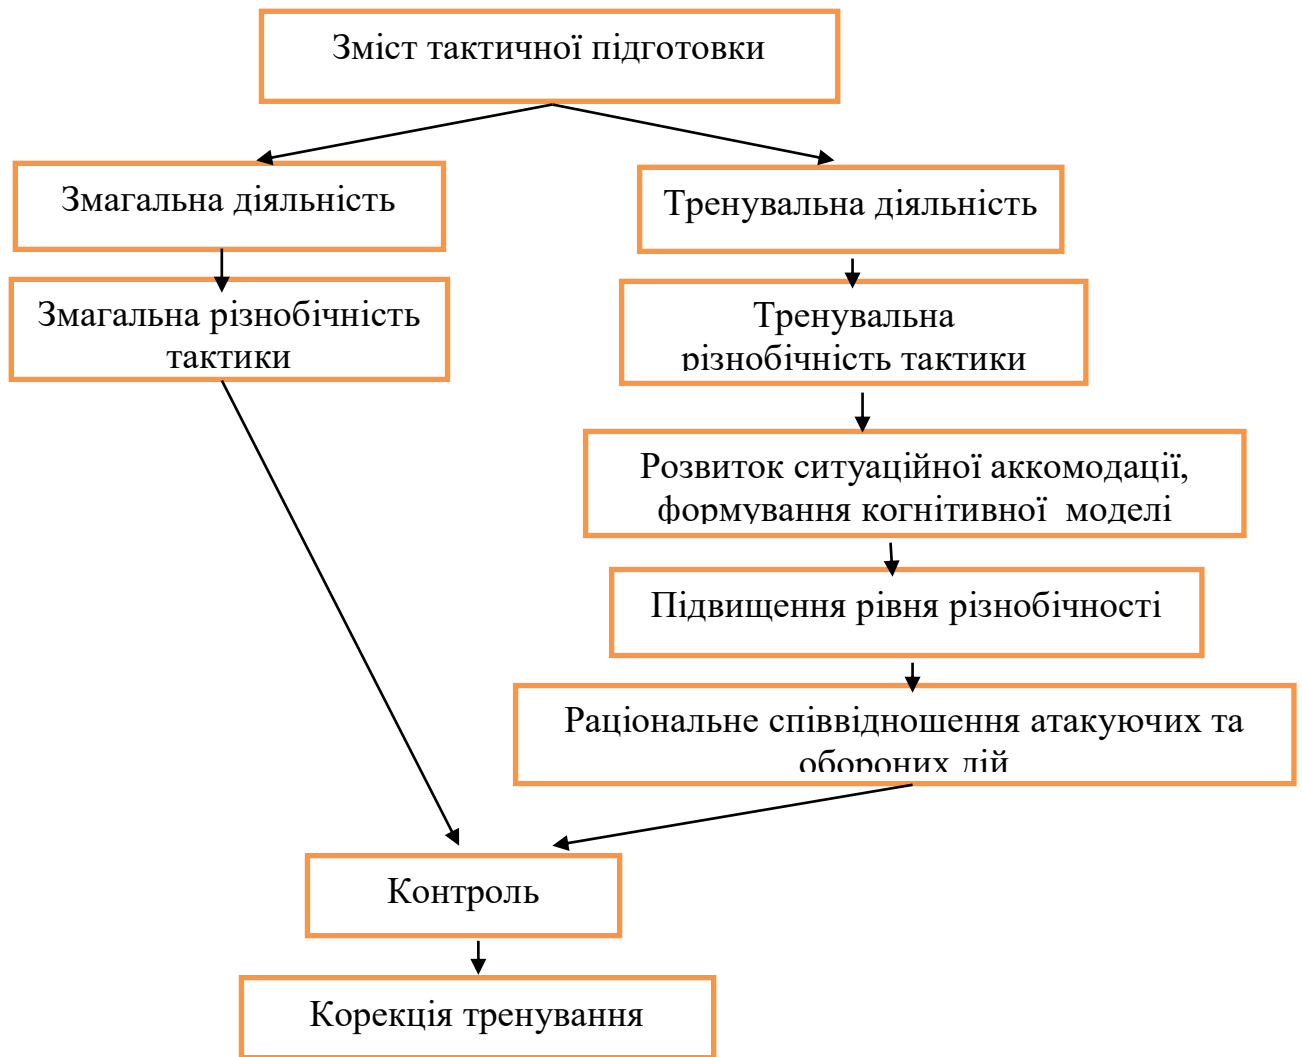 Зміст тактичної підготовки
Змагальна діяльність
Тренувальна діяльність
Змагальна різнобічність
тактики
Тренувальна
різнобічність тактики
Розвиток ситуаційної аккомодації,
формування когнітивної моделі
Підвищення рівня різнобічності
Раціональне співвідношення атакуючих та
обороних дій
Контроль
Корекція тренування